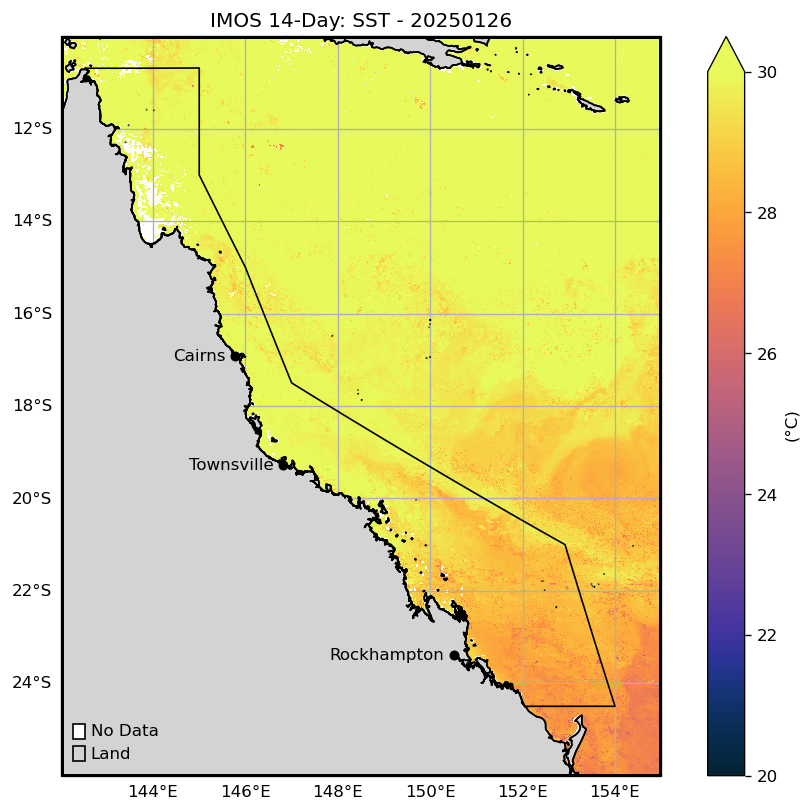 IMOS 14-Day: SST - 20250126
12°S
14°S
16°S
18°S
20°S
22°S
24°S
Cairns
Townsville
Rockhampton
No Data
Land
144°E 146°E 148°E 150°E 152°E 154°E
30
28
26
24
22
20
(°C)